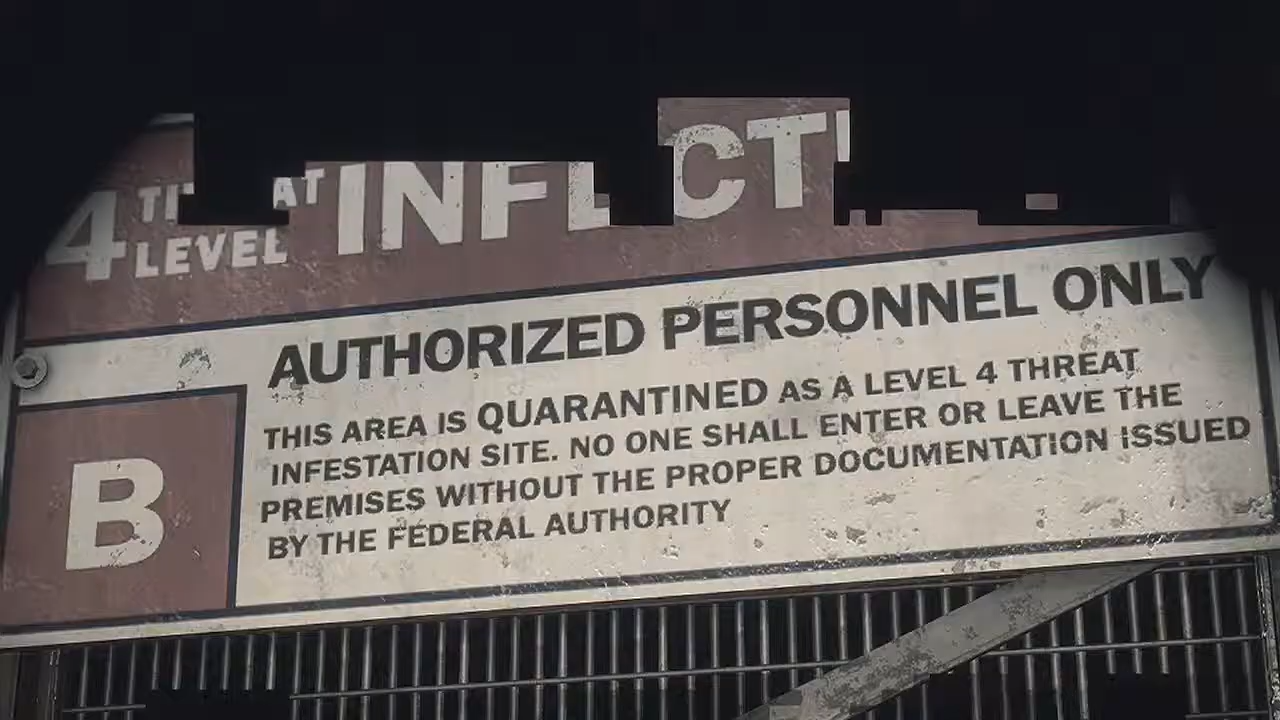 4
LEVEL
AUTHORIZED PERSONNEL ONLY
B
THIS AREA IS QUARANTINED AS A LEVEL 4 THREAT
INFESTATION SITE. NO ONE SHALL ENTER OR LEAVE THE
PREMISES WITHOUT THE PROPER DOCUMENTATION ISSUED
BY THE FEDERAL AUTHORITY